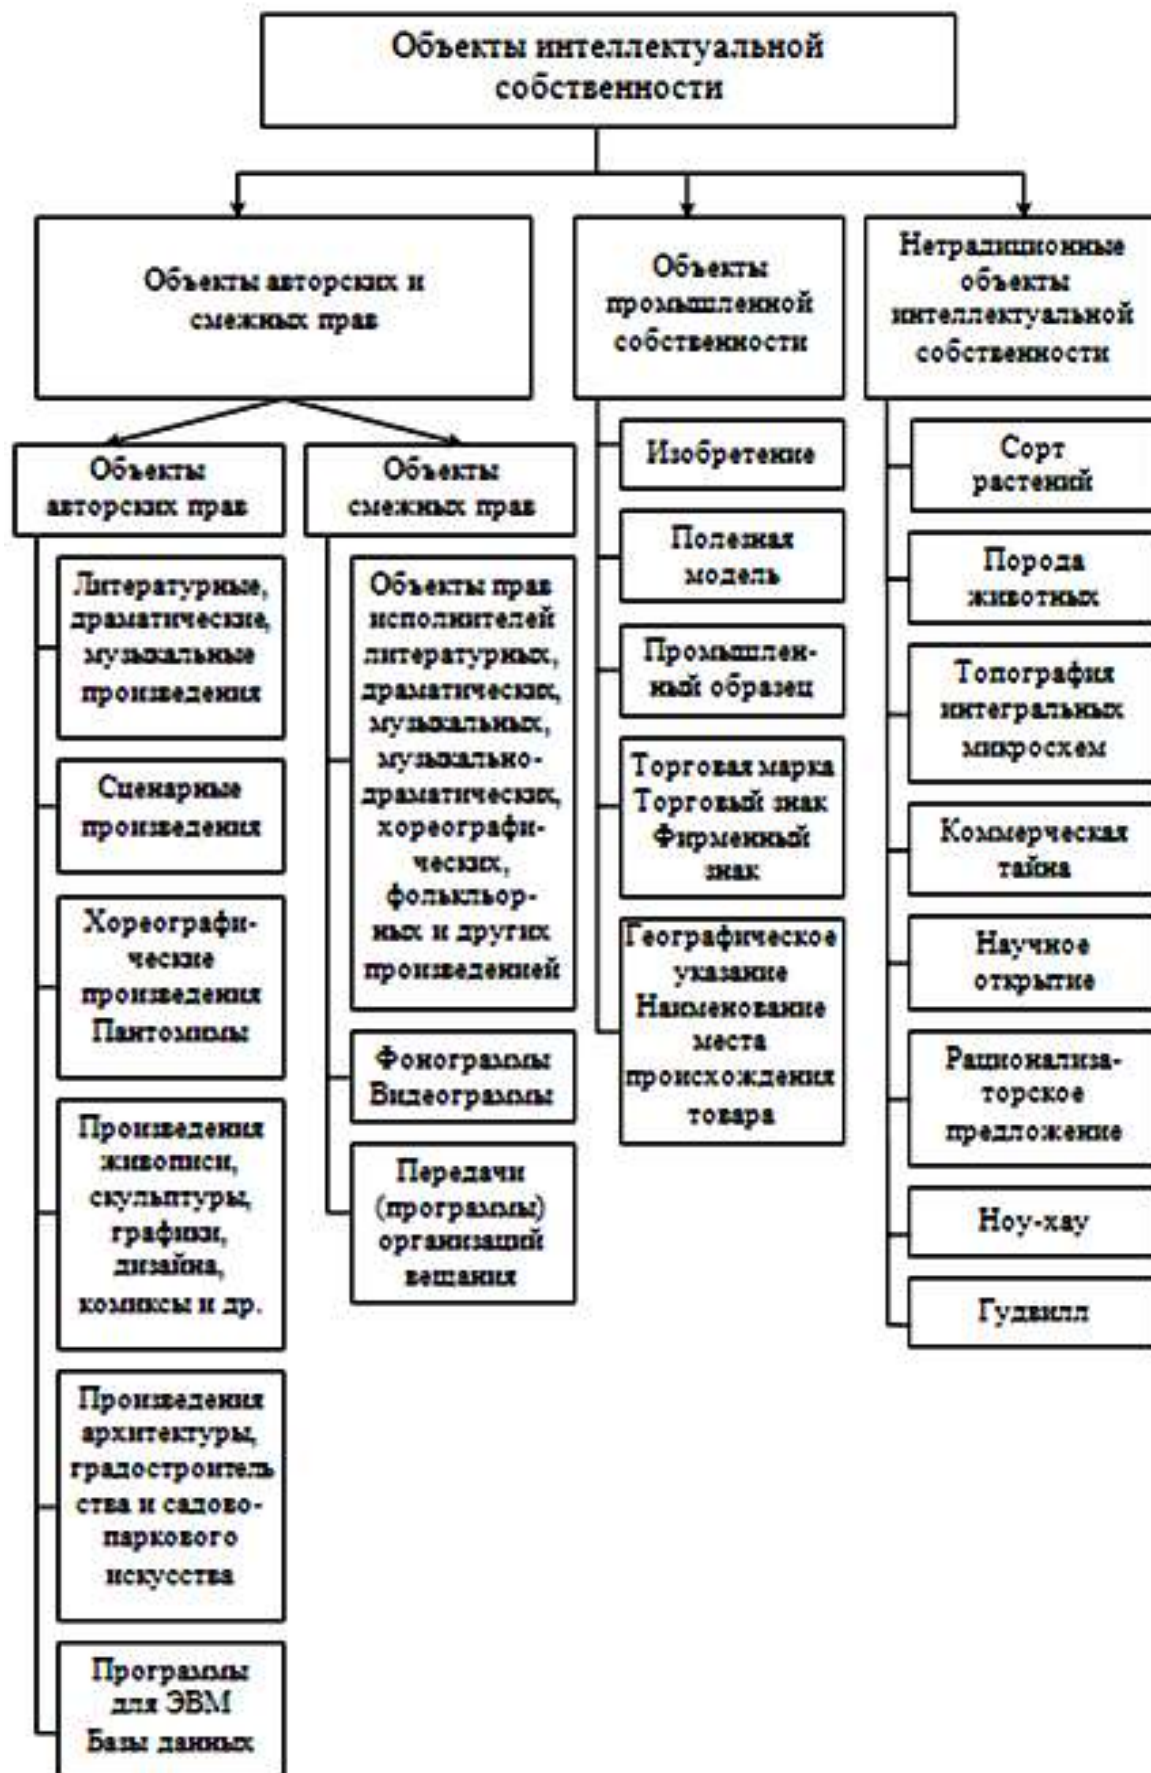 Объекты интеллектуальной
собственности
Объекты авторских и
смежных прав
Объекты
промышленной
собственности
Нетрадиционные
объекты
интеллектуальной
собственности
Объекты
авторских прав
Литературные,
драматические,
музыкальные
произведения
Сценарные
произведения
Хореографи-
ческие
произведения
Пантомимы
Произведения
живописи,
скульптуры,
графики,
дизайна,
комиксы и др.
Произведения
архитектуры,
градостроитель
ства и садово-
паркового
искусства
Программы
для ЭВМ
Базы данных
Объекты
смежных прав
Объекты прав
исполнителей
литературных,
драматических,
музыкальных,
музыкально-
драматических,
хореографи-
ческих,
фолькльор-
ных и других
произведенией
Фонограммы
Видеограммы
Передачи
(программы)
организаций
вещания
Изобретение
Полезная
модель
Промышлен-
ный образец
Торговая марка
Торговый знак
Фирменный
знак
Географическое
указание
Наименование
места
происхождения
товара
Сорт
растений
Порода
животных
Топография
интегральных
микросхем
Коммерческая
тайна
Научное
открытие
Рационализа-
торское
предложение
Ноу-хау
Гудвилл